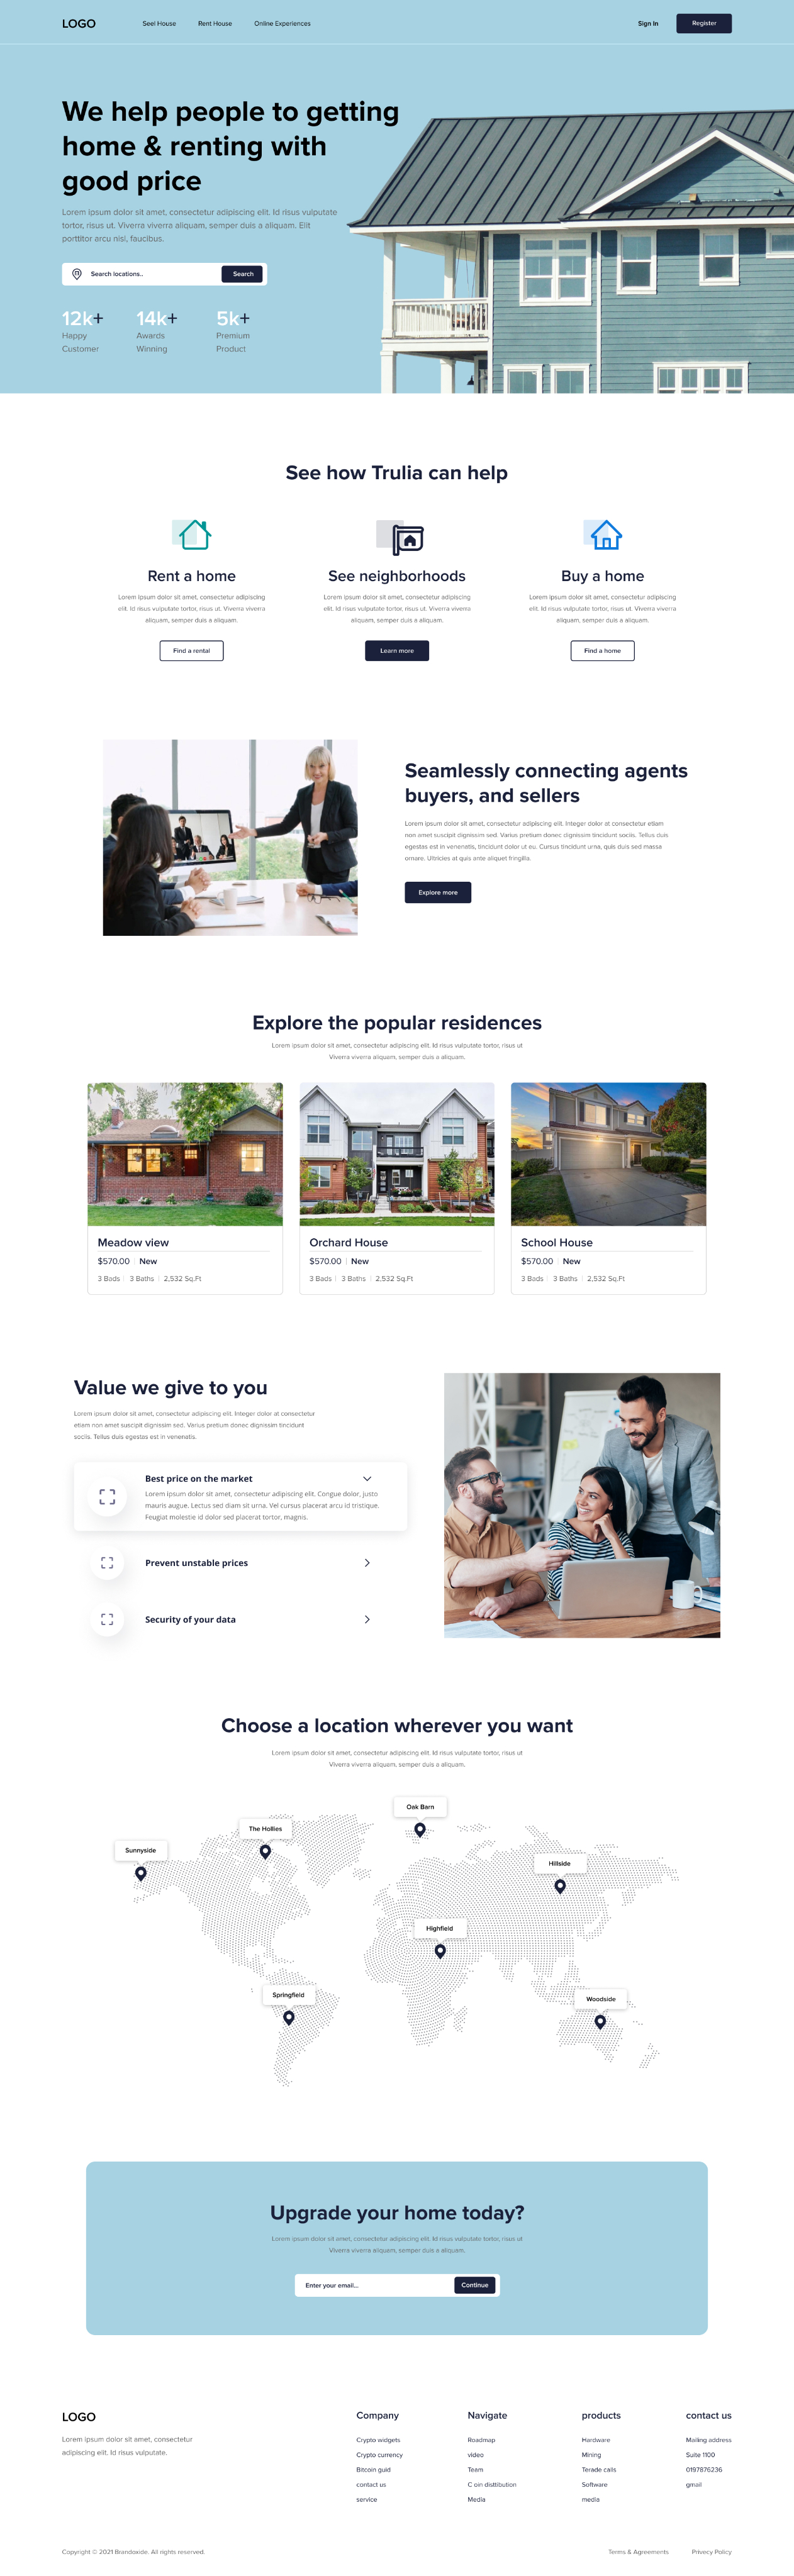 LOGO
Seel House
Rent House
Online Experiences
Sign In
Register
We help people to getting
home & renting with
good price
Lorem ipsum dolor sit amet, consectetur adipiscing elit. Id risus vulputate
tortor, risus ut. Viverra viverra aliquam, semper duis a aliquam. Elit
porttitor arcu nisi, faucibus.
Search locations..
Search
12k+
Happy
Customer
14k+
Awards
Winning
5k+
Premium
Product
See how Trulia can help
Rent a home
Lorem ipsum dolor sit amet, consectetur adipiscing
elit. Id risus vulputate tortor, risus ut. Viverra viverra
aliquam, semper duis a aliquam.
Find a rental
See neighborhoods
Lorem ipsum dolor sit amet, consectetur adipiscing
elit. Id risus vulputate tortor, risus ut. Viverra viverra
aliquam, semper duis a aliquam.
Learn more
Buy a home
Lorem ipsum dolor sit amet, consectetur adipiscing
elit. Id risus vulputate tortor, risus ut. Viverra viverra
aliquam, semper duis a aliquam.
Find a home
Seamlessly connecting agents
buyers, and sellers
Lorem ipsum dolor sit amet, consectetur adipiscing elit. Integer dolor at consectetur etiam
non amet suscipit dignissim sed. Varius pretium donec dignissim tincidunt sociis. Tellus duis
egestas est in venenatis, tincidunt dolor ut eu. Cursus tincidunt urna, quis duis sed massa
ornare. Ultricies at quis ante aliquet fringilla.
Explore more
Explore the popular residences
Lorem ipsum dolor sit amet, consectetur adipiscing elit. Id risus vulputate tortor, risus ut
Viverra viverra aliquam, semper duis a aliquam.
Meadow view
$570.00 | New
3 Bads | 3 Baths | 2,532 Sq.Ft
Orchard House
$570.00 | New
3 Bads | 3 Baths | 2,532 Sq.Ft
School House
$570.00 | New
3 Bads | 3 Baths | 2,532 Sq.Ft
Value we give to you
Lorem ipsum dolor sit amet, consectetur adipiscing elit. Integer dolor at consectetur
etiam non amet suscipit dignissim sed. Varius pretium donec dignissim tincidunt
sociis. Tellus duis egestas est in venenatis.
Best price on the market
Lorem ipsum dolor sit amet, consectetur adipiscing elit. Congue dolor, justo
mauris augue. Lectus sed diam sit urna. Vel cursus placerat arcu id tristique.
Feugiat molestie id dolor sed placerat tortor, magnis.
Prevent unstable prices
Security of your data
Choose a location wherever you want
Lorem ipsum dolor sit amet, consectetur adipiscing elit. Id risus vulputate tortor, risus ut
Viverra viverra aliquam, semper duis a aliquam.
Oak Barn
The Hollies
Sunnyside
Hillside
Highfield
Springfield
Woodside
Upgrade your home today?
Lorem ipsum dolor sit amet, consectetur adipiscing elit. Id risus vulputate tortor, risus ut
Viverra viverra aliquam, semper duis a aliquam.
Enter your email...
Continue
LOGO
Lorem ipsum dolor sit amet, consectetur
adipiscing elit. Id risus vulputate.
Company
Crypto widgets
Crypto currency
Bitcoin guid
contact us
service
Navigate
Roadmap
video
Team
C oin disttibution
Media
products
Hardware
Mining
Terade calls
Software
media
contact us
Mailing address
Suite 1100
0197876236
gmail
Copyright © 2021 Brandoxide. All rights reserved.
Terms & Agreements
Privecy Policy